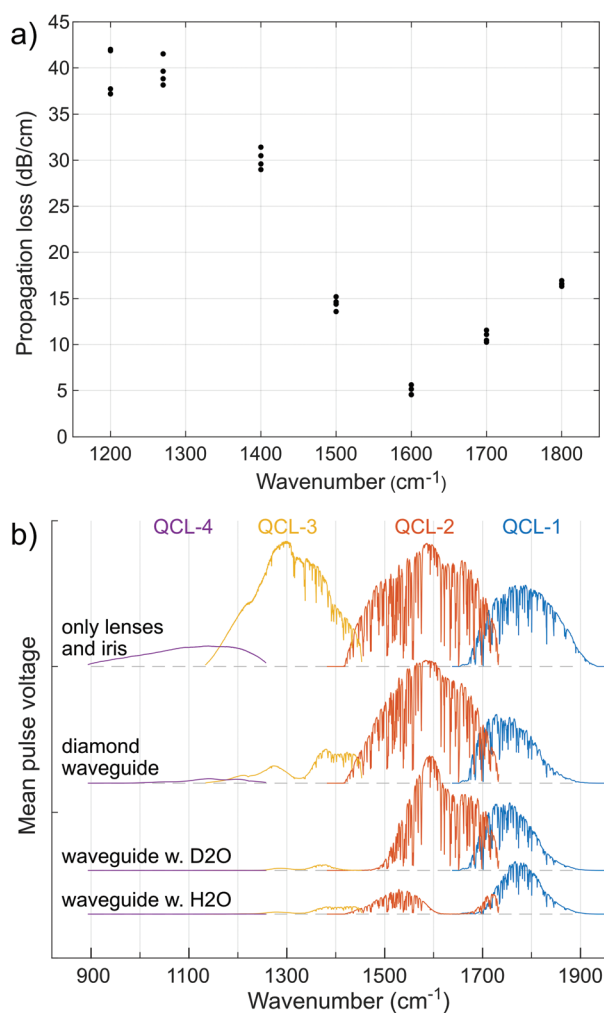 a)
45
40
35
30
25
20
15
10
5
0
Propagation loss (dB/cm)
1200 1300 1400 1500 1600 1700 1800
Wavenumber (cm⁻¹)
b)
QCL-4 QCL-3 QCL-2 QCL-1
only lenses
and iris
diamond
waveguide
waveguide w. D2O
waveguide w. H2O
Mean pulse voltage
900 1100 1300 1500 1700 1900
Wavenumber (cm⁻¹)